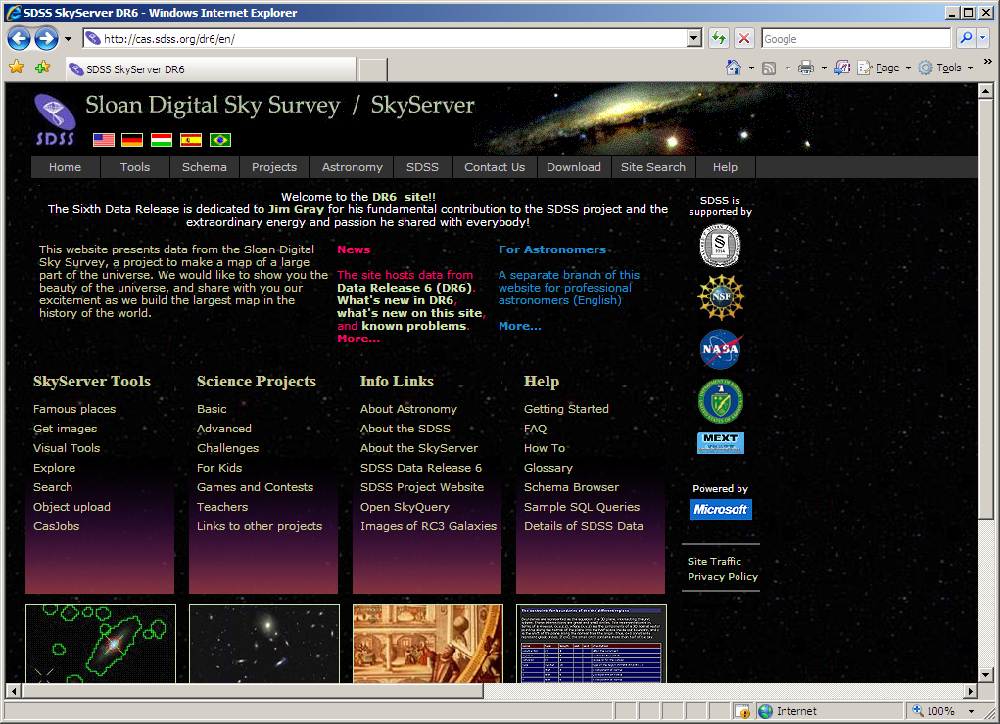 SDSS SkyServer DR6 - Windows Internet Explorer
http://cas.sdss.org/dr6/en/
Google
SDSS SkyServer DR6
Page
Tools
»
Sloan Digital Sky Survey / SkyServer
SDSS
Home Tools Schema Projects Astronomy SDSS Contact Us Download Site Search Help
Welcome to the DR6 site!!
The Sixth Data Release is dedicated to Jim Gray for his fundamental contribution to the SDSS project and the
extraordinary energy and passion he shared with everybody!
This website presents data from the Sloan Digital
Sky Survey, a project to make a map of a large
part of the universe. We would like to show you the
beauty of the universe, and share with you our
excitement as we build the largest map in the
history of the world.
News
The site hosts data from
Data Release 6 (DR6).
What's new in DR6,
what's new on this site,
and known problems.
More...
For Astronomers
A separate branch of this
website for professional
astronomers (English)
More...
SDSS is
supported by
NSF
NASA
MEXT
Powered by
Microsoft
Site Traffic
Privacy Policy
SkyServer Tools
Famous places
Get images
Visual Tools
Explore
Search
Object upload
CasJobs
Science Projects
Basic
Advanced
Challenges
For Kids
Games and Contests
Teachers
Links to other projects
Info Links
About Astronomy
About the SDSS
About the SkyServer
SDSS Data Release 6
SDSS Project Website
Open SkyQuery
Images of RC3 Galaxies
Help
Getting Started
FAQ
How To
Glossary
Schema Browser
Sample SQL Queries
Details of SDSS Data
The constraints for boundaries of the the different regions
Internet
100%